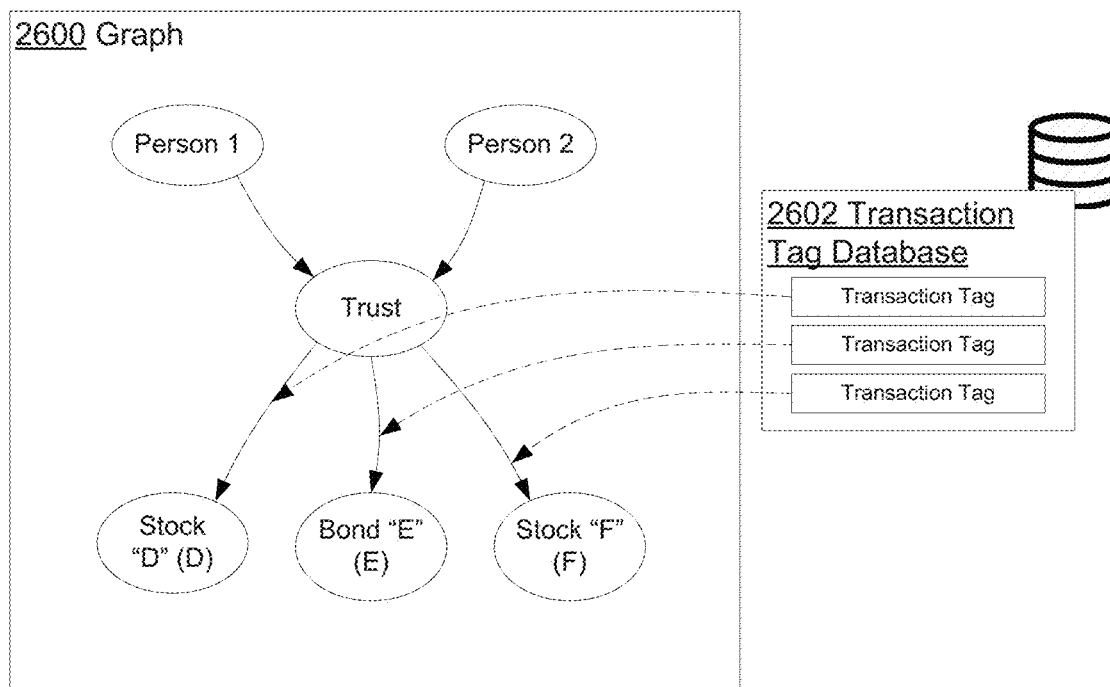 2600 Graph
Person 1
Person 2
Trust
Stock
"D" (D)
Bond "E"
(E)
Stock "F"
(F)
2602 Transaction
Tag Database
Transaction Tag
Transaction Tag
Transaction Tag